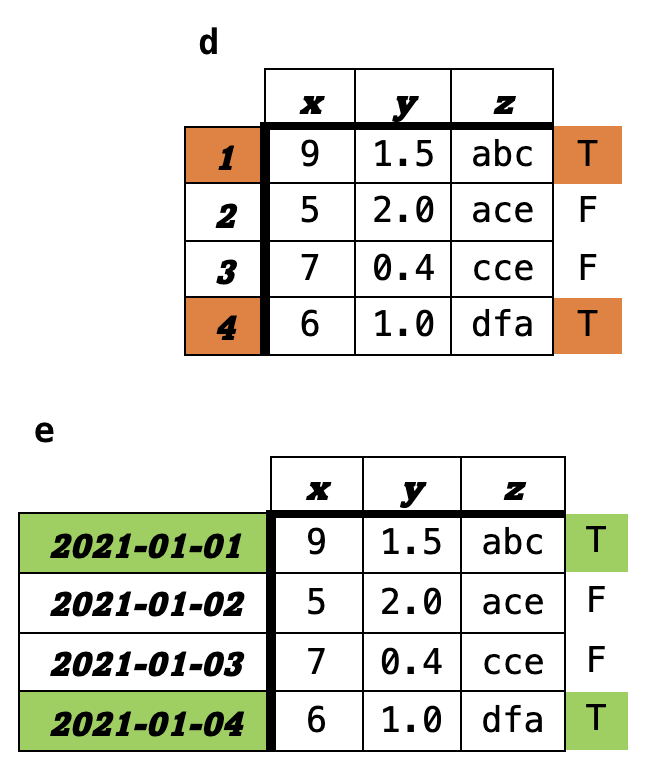 d
x y z
1 9 1.5 abc T
2 5 2.0 ace F
3 7 0.4 cce F
4 6 1.0 dfa T
e
x y z
2021-01-01 9 1.5 abc T
2021-01-02 5 2.0 ace F
2021-01-03 7 0.4 cce F
2021-01-04 6 1.0 dfa T